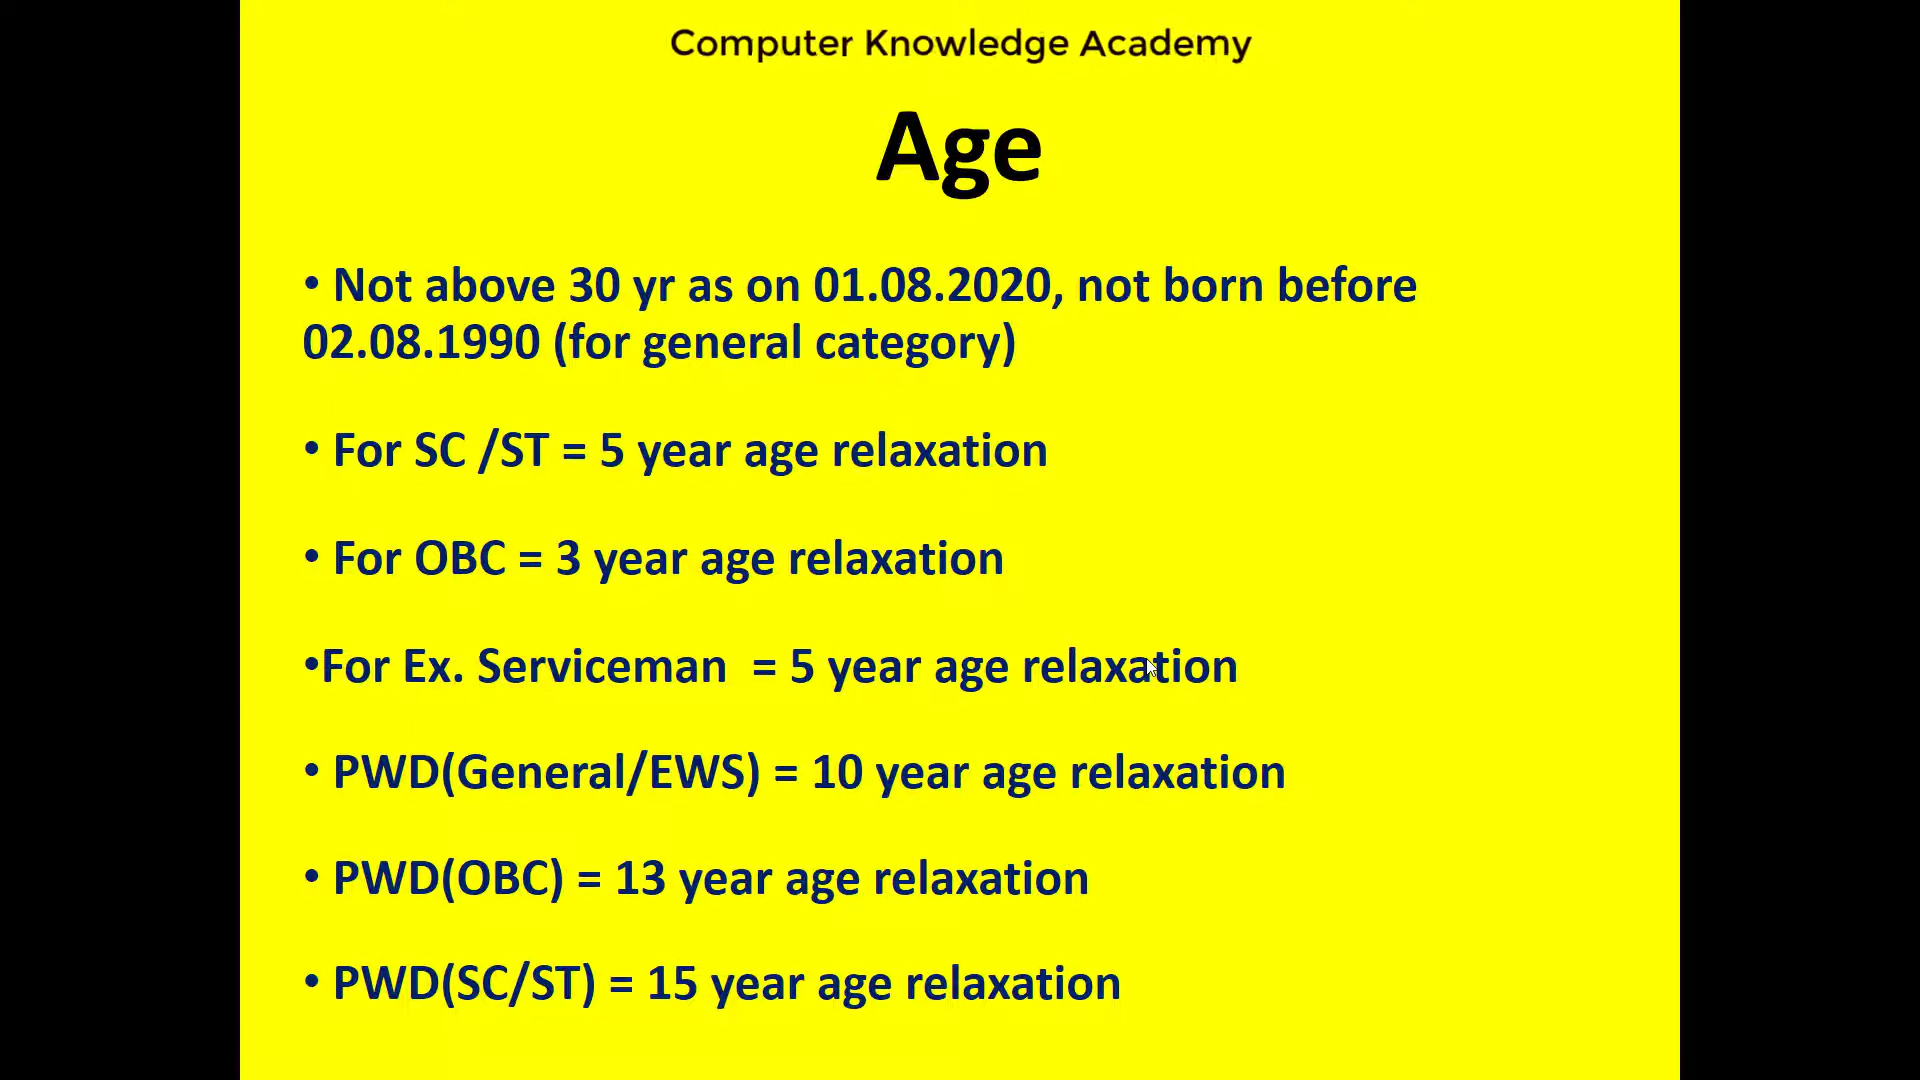 Computer Knowledge Academy
Age
• Not above 30 yr as on 01.08.2020, not born before
02.08.1990 (for general category)
• For SC /ST = 5 year age relaxation
• For OBC = 3 year age relaxation
•For Ex. Serviceman  = 5 year age relaxation
• PWD(General/EWS) = 10 year age relaxation
• PWD(OBC) = 13 year age relaxation
• PWD(SC/ST) = 15 year age relaxation